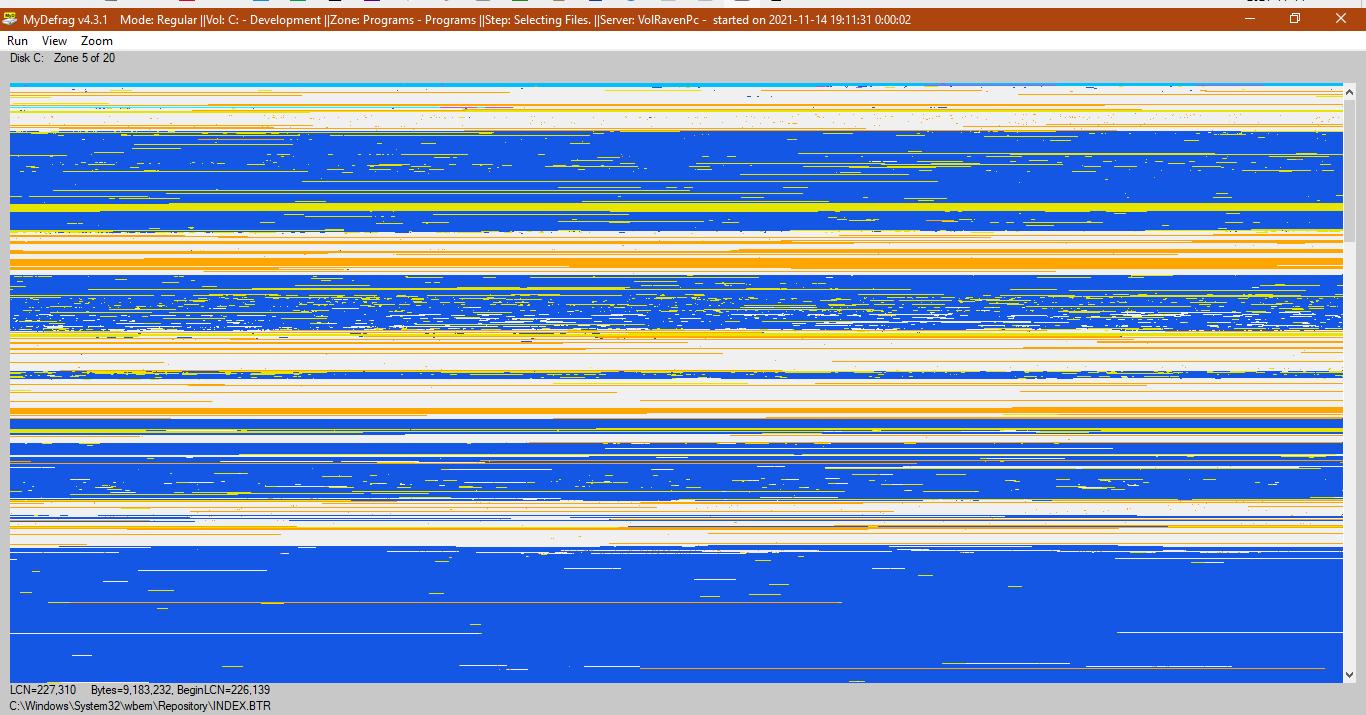 MyDefrag v4.3.1 Mode: Regular ||Vol: C: - Development ||Zone: Programs - Programs ||Step: Selecting Files. ||Server: VolRavenPc - started on 2021-11-14 19:11:31 0:00:02
Run View Zoom
Disk C: Zone 5 of 20
LCN=227,310 Bytes=9,183,232, BeginLCN=226,139
C:\Windows\System32\wbem\Repository\INDEX.BTR